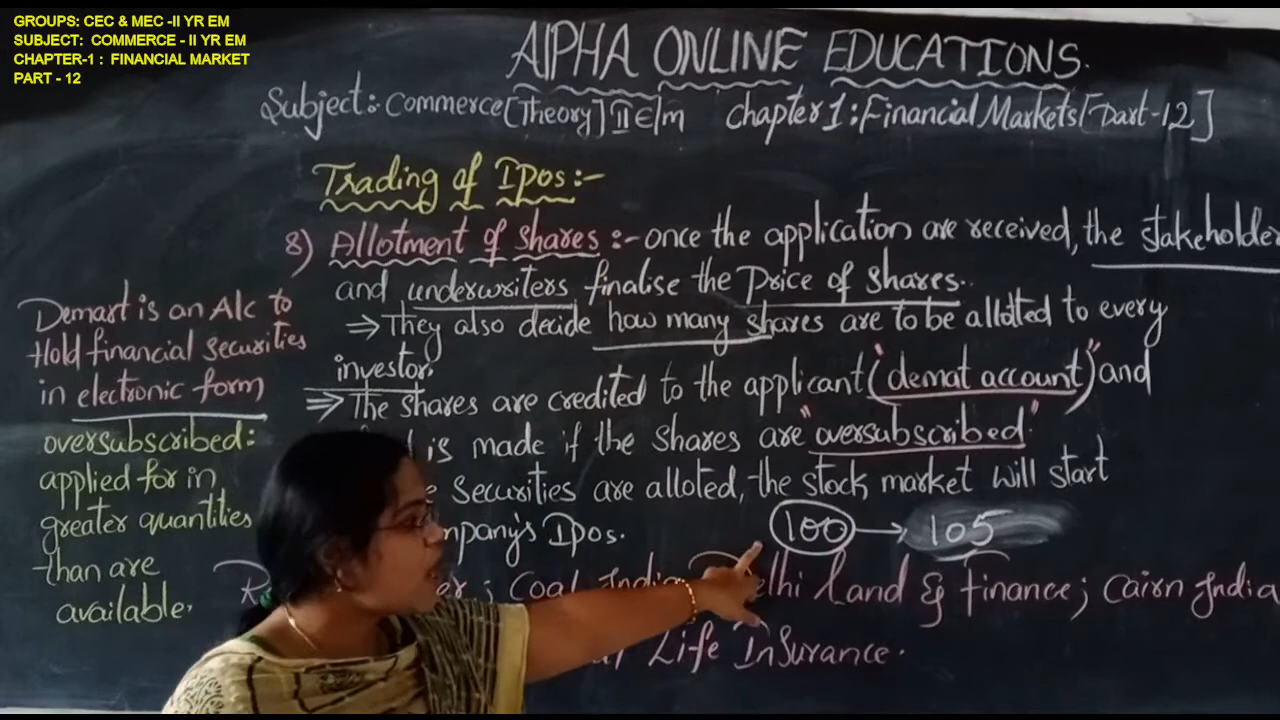 GROUPS: CEC & MEC -II YR EM
SUBJECT: COMMERCE - II YR EM
CHAPTER-1 : FINANCIAL MARKET
PART - 12
AlPHA ONLINE EDUCATIONS.
Subject:- Commerce [Theory] II E/m Chapter 1: Financial Markets [Part-12]
Trading of IPos:-
8) Allotment of shares :- once the application are received, the stakeholder
and underwriters finalise the Price of shares.
⇒ They also decide how many shares are to be allotted to every
investor.
⇒ The shares are credited to the applicant ("demat account") and
is made if the shares are "oversubscribed"
securities are alloted, the stock market will start
IPos.
100 → 105
; Coal India Delhi Land & Finance; Cairn India
Life Insurance.
Demart is an A/c to
Hold financial securities
in electronic form
oversubscribed:
applied for in
greater quantities
than are
available.